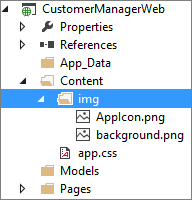 CustomerManagerWeb
Properties
References
App_Data
Content
img
AppIcon.png
background.png
app.css
Models
Pages